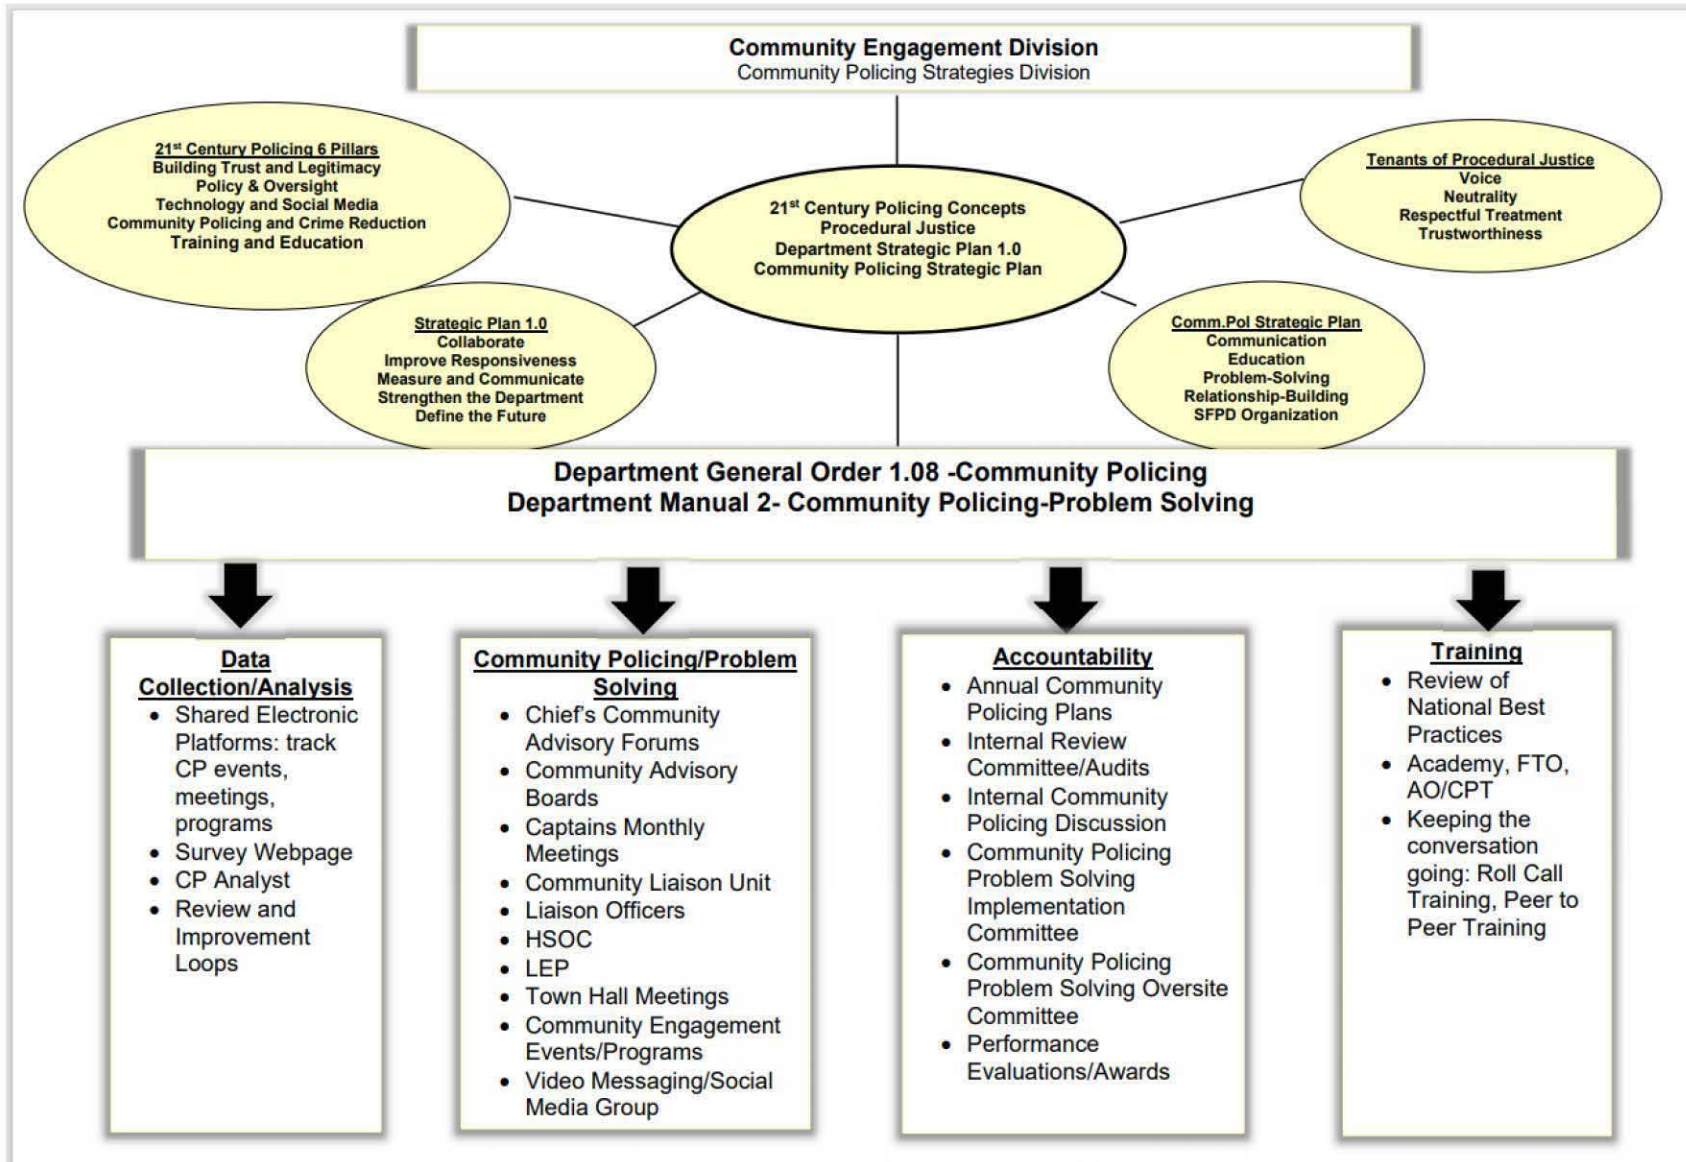 Community Engagement Division
Community Policing Strategies Division
21st Century Policing 6 Pillars
Building Trust and Legitimacy
Policy & Oversight
Technology and Social Media
Community Policing and Crime Reduction
Training and Education
21st Century Policing Concepts
Procedural Justice
Department Strategic Plan 1.0
Community Policing Strategic Plan
Tenants of Procedural Justice
Voice
Neutrality
Respectful Treatment
Trustworthiness
Strategic Plan 1.0
Collaborate
Improve Responsiveness
Measure and Communicate
Strengthen the Department
Define the Future
Comm.Pol Strategic Plan
Communication
Education
Problem-Solving
Relationship-Building
SFPD Organization
Department General Order 1.08 -Community Policing
Department Manual 2- Community Policing-Problem Solving
Data
Collection/Analysis
• Shared Electronic
Platforms: track
CP events,
meetings,
programs
• Survey Webpage
• CP Analyst
• Review and
Improvement
Loops
Community Policing/Problem
Solving
• Chief's Community
Advisory Forums
• Community Advisory
Boards
• Captains Monthly
Meetings
• Community Liaison Unit
• Liaison Officers
• HSOC
• LEP
• Town Hall Meetings
• Community Engagement
Events/Programs
• Video Messaging/Social
Media Group
Accountability
• Annual Community
Policing Plans
• Internal Review
Committee/Audits
• Internal Community
Policing Discussion
• Community Policing
Problem Solving
Implementation
Committee
• Community Policing
Problem Solving Oversite
Committee
• Performance
Evaluations/Awards
Training
• Review of
National Best
Practices
• Academy, FTO,
AO/CPT
• Keeping the
conversation
going: Roll Call
Training, Peer to
Peer Training